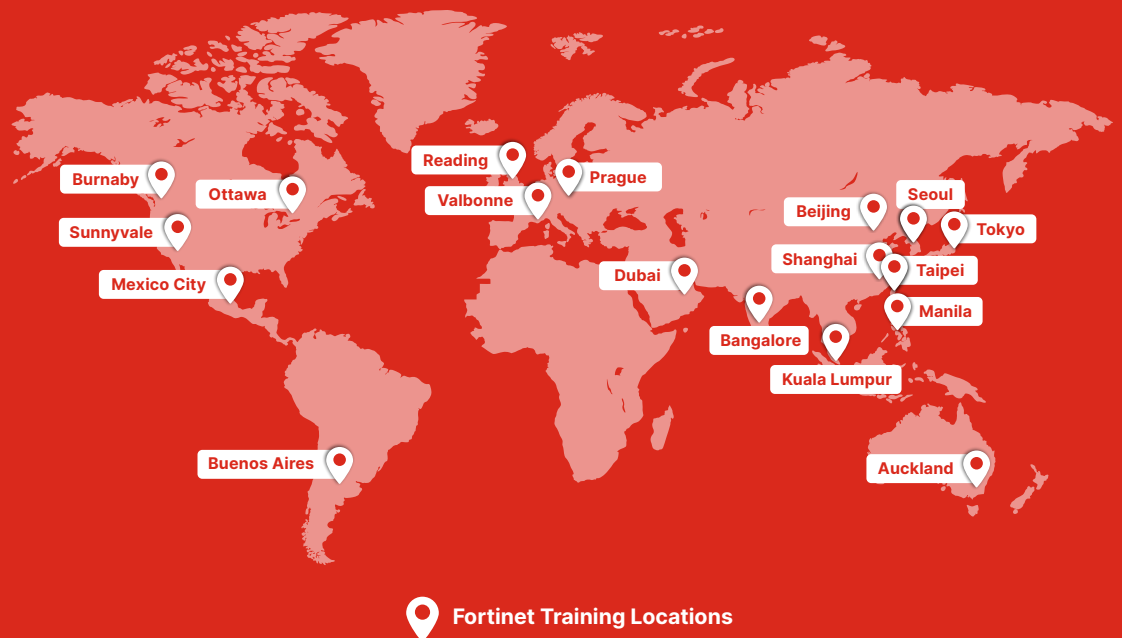 Reading
Prague
Burnaby
Ottawa
Valbonne
Seoul
Beijing
Sunnyvale
Tokyo
Shanghai
Taipei
Dubai
Mexico City
Manila
Bangalore
Kuala Lumpur
Buenos Aires
Auckland
Fortinet Training Locations